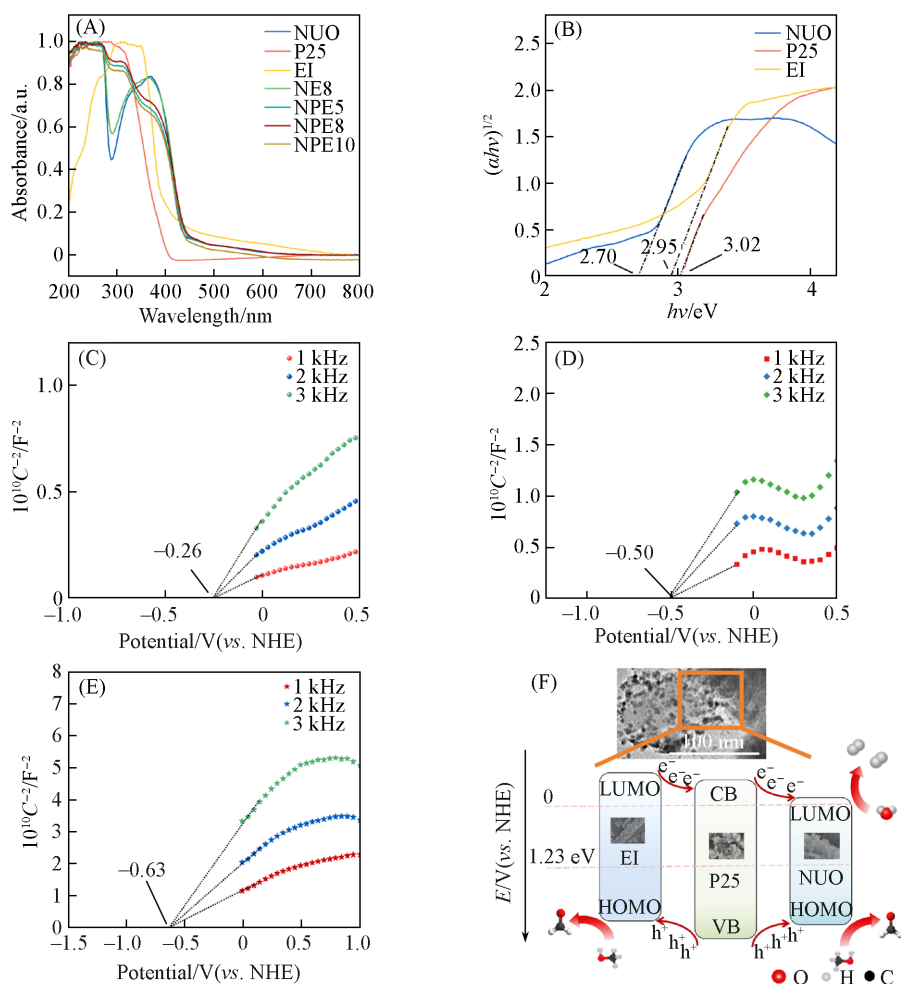 (A)
NUO
P25
EI
NE8
NPE5
NPE8
NPE10
Absorbance/a.u.
1.0
0.8
0.6
0.4
0.2
0
200 300 400 500 600 700 800
Wavelength/nm
(B)
NUO
P25
EI
(αhν)^{1/2}
2.5
2.0
1.5
1.0
0.5
0
2.70
2.95
3.02
2 3 4
hν/eV
(C)
1 kHz
2 kHz
3 kHz
10^{10}C^{−2}/F^{−2}
1.0
0.5
0
−0.26
−1.0 −0.5 0 0.5
Potential/V(vs. NHE)
(D)
1 kHz
2 kHz
3 kHz
10^{10}C^{−2}/F^{−2}
2.5
2.0
1.5
1.0
0.5
0
−0.50
−1.0 −0.5 0 0.5
Potential/V(vs. NHE)
(E)
1 kHz
2 kHz
3 kHz
10^{10}C^{−2}/F^{−2}
8
7
6
5
4
3
2
1
0
−0.63
−1.5 −1.0 −0.5 0 0.5 1.0
Potential/V(vs. NHE)
(F)
100 nm
E/V(vs. NHE)
0
1.23 eV
e⁻ e⁻ e⁻
e⁻ e⁻ e⁻
LUMO
EI
HOMO
CB
P25
VB
LUMO
NUO
HOMO
h⁺ h⁺ h⁺
h⁺ h⁺ h⁺
O H C